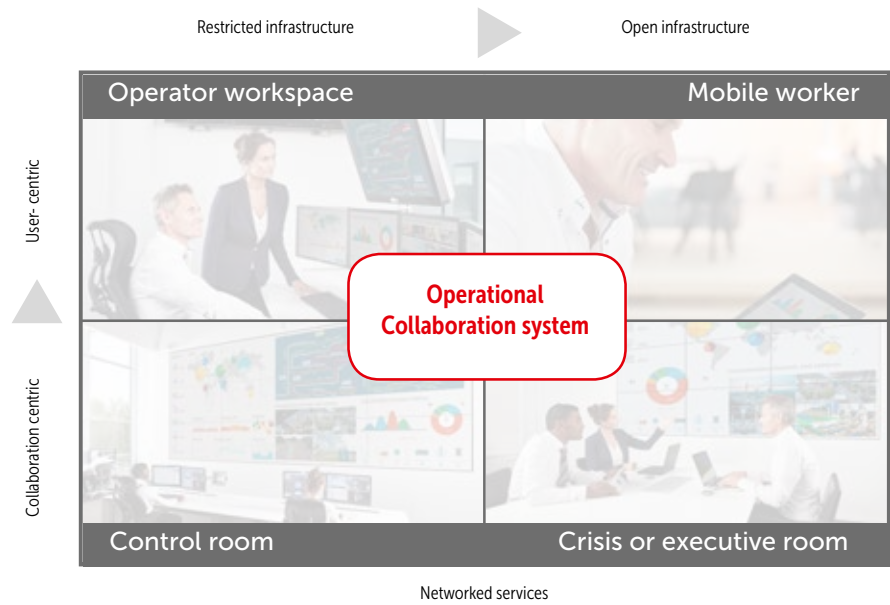 Restricted infrastructure
Open infrastructure
Operator workspace
Mobile worker
User- centric
Operational
Collaboration system
Collaboration centric
Control room
Crisis or executive room
Networked services